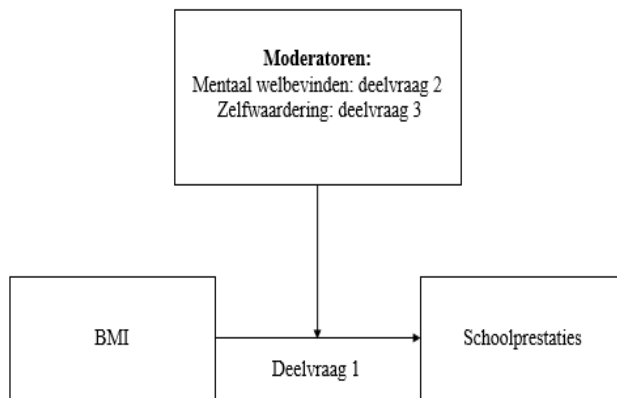 Moderatoren:
Mentaal welbevinden: deelvraag 2
Zelfwaardering: deelvraag 3
BMI
Schoolprestaties
Deelvraag 1